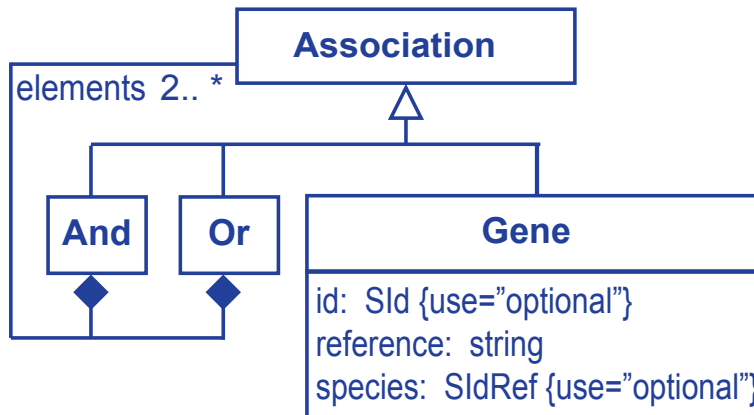 Association
elements 2.. *
And
Or
Gene
id: SId {use=”optional”}
reference: string
species: SIdRef {use=”optional”}